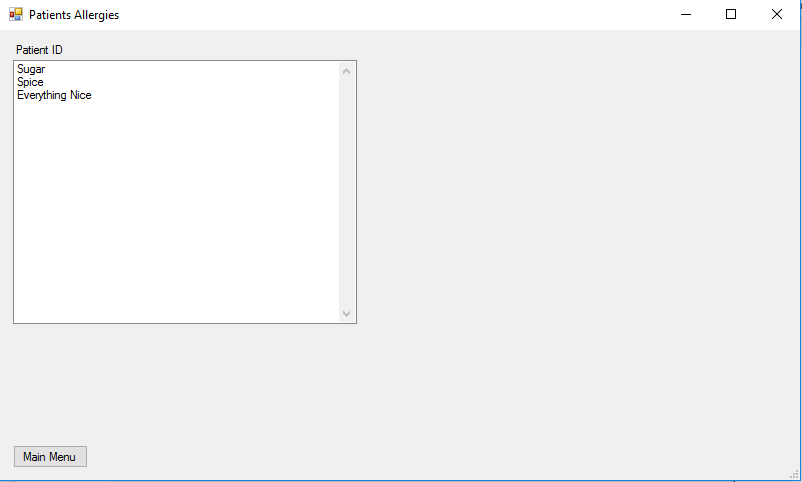 Patients Allergies
Patient ID
Sugar
Spice
Everything Nice
Main Menu